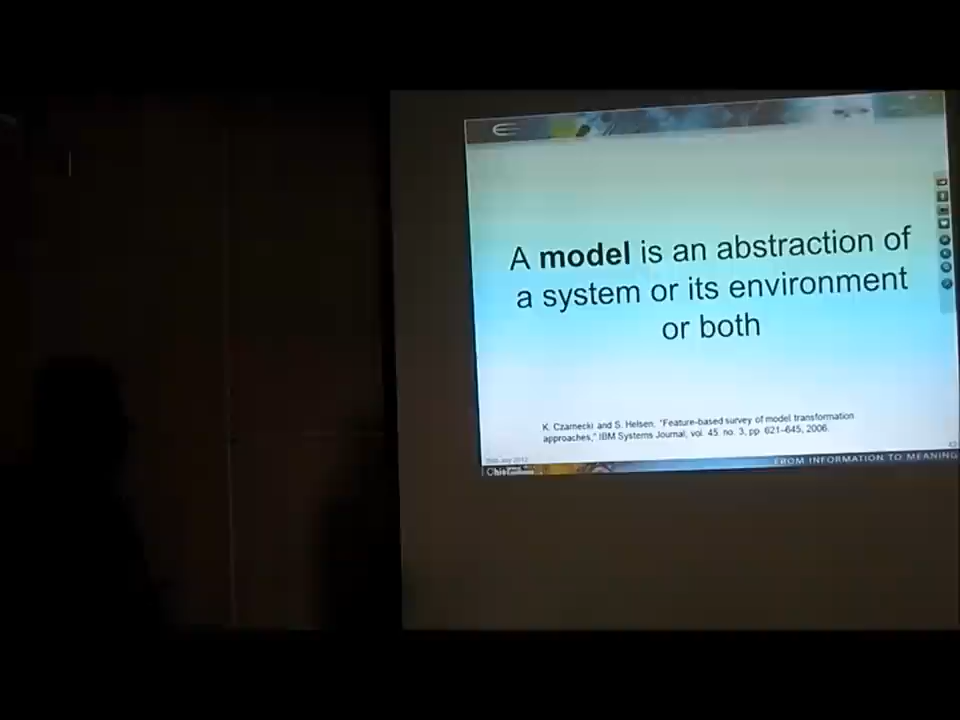 A model is an abstraction of
a system or its environment
or both
K. Czarnecki and S. Helsen, "Feature-based survey of model transformation
approaches," IBM Systems Journal, vol. 45, no. 3, pp. 621–645, 2006.
FROM INFORMATION TO MEANING